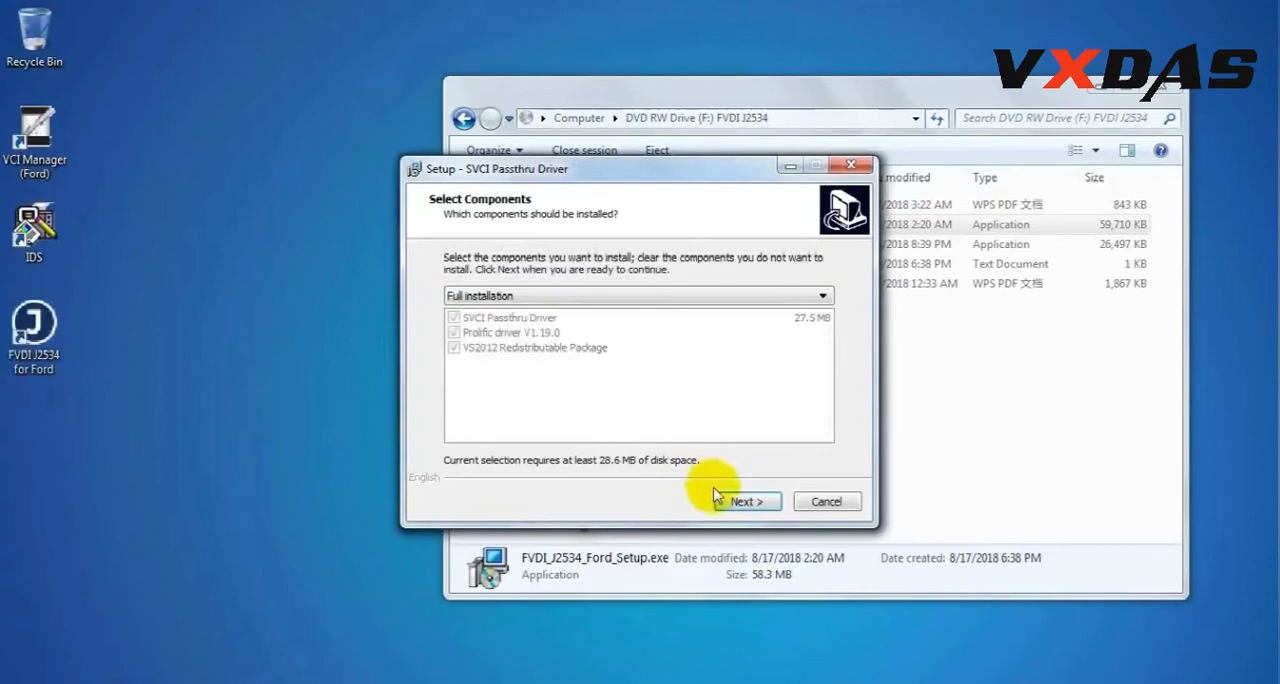 VXDAS
Recycle Bin
VCI Manager
(Ford)
IDS
FVDI J2534
for Ford
Computer
DVD RW Drive (F:) FVDI J2534
Search DVD RW Drive (F:) FVDI J2534
Organize
Close session
Eject
Setup - SVCI Passthru Driver
Select Components
Which components should be installed?
Select the components you want to install; clear the components you do not want to
install. Click Next when you are ready to continue.
Full installation
SVCI Passthru Driver 27.5 MB
Prolific driver V1.19.0
VS2012 Redistributable Package
Current selection requires at least 28.6 MB of disk space.
English
Next >
Cancel
modified Type Size
/2018 3:22 AM WPS PDF 文档 843 KB
/2018 2:20 AM Application 59,710 KB
/2018 8:39 PM Application 26,497 KB
/2018 6:38 PM Text Document 1 KB
/2018 12:33 AM WPS PDF 文档 1,867 KB
FVDI_J2534_Ford_Setup.exe Date modified: 8/17/2018 2:20 AM Date created: 8/17/2018 6:38 PM
Application Size: 58.3 MB